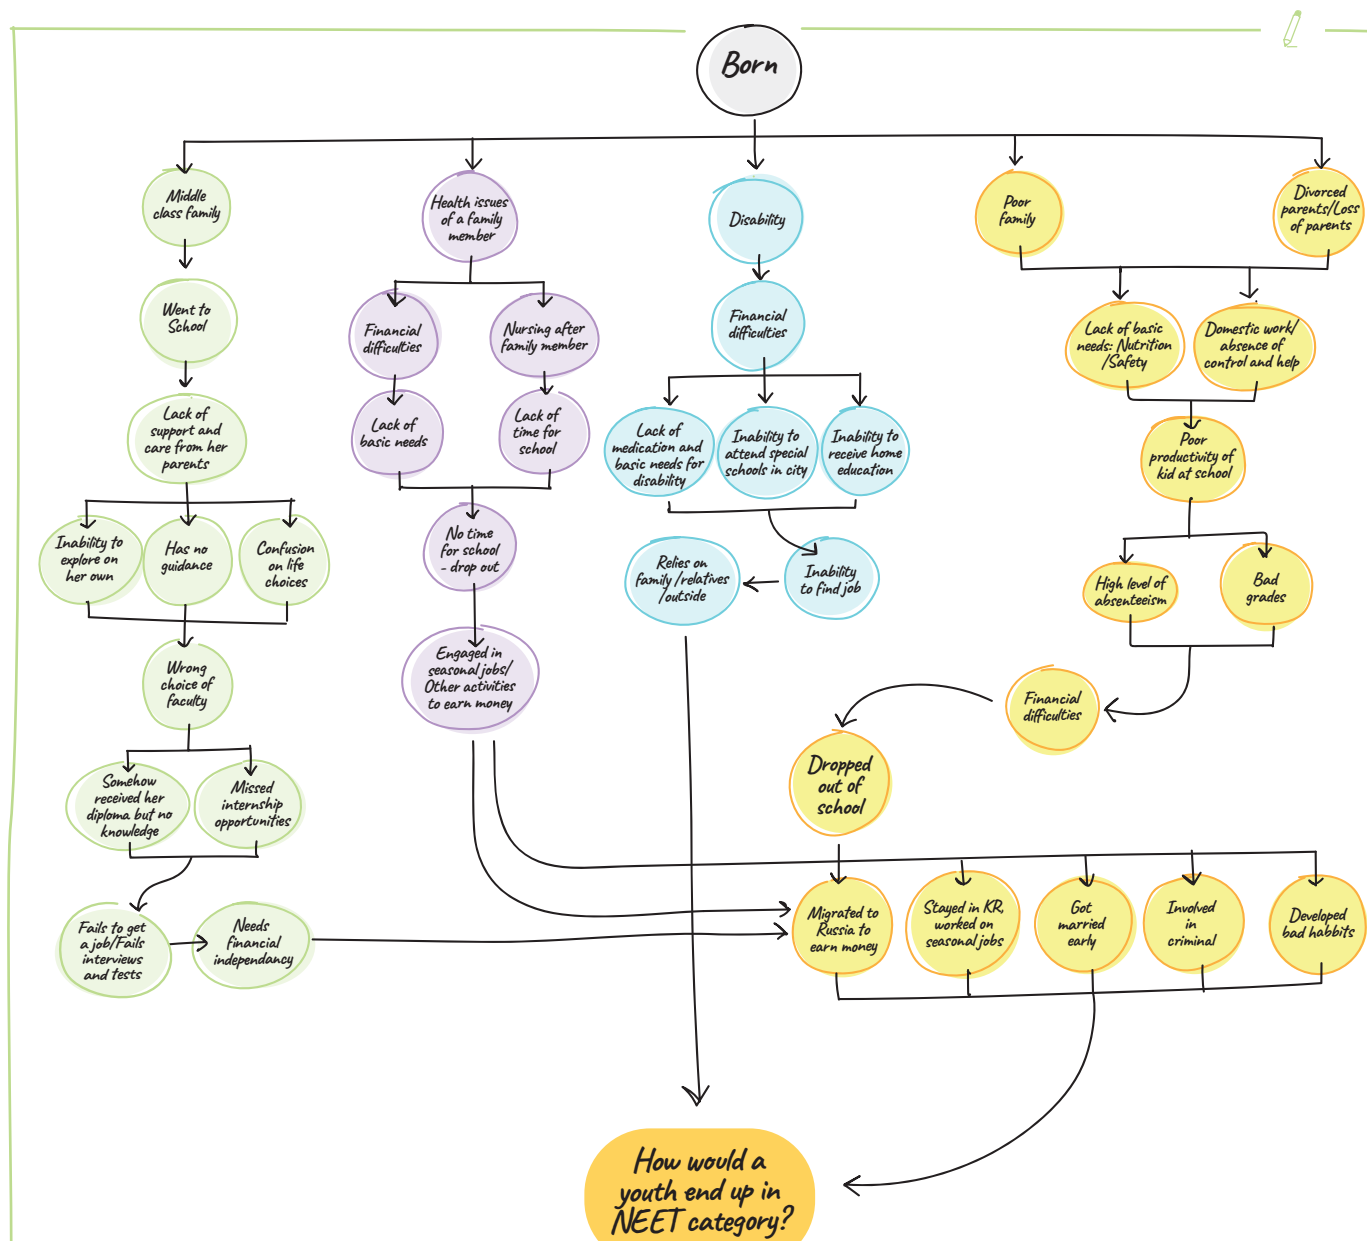 Born
Middle
class family
Health issues
of a family
member
Disability
Poor
family
Divorced
parents/Loss
of parents
Went to
School
Financial
difficulties
Nursing after
family member
Financial
difficulties
Lack of basic
needs: Nutrition
/Safety
Domestic work/
absence of
control and help
Lack of
support and
care from her
parents
Lack of
basic needs
Lack of
time for
school
Lack of
medication and
basic needs for
disability
Inability to
attend special
schools in city
Inability to
receive home
education
Poor
productivity of
kid at school
Inability to
explore on
her own
Has no
guidance
Confusion
on life
choices
No time
for school
- drop out
Relies on
family/relatives
/outside
Inability
to find job
High level of
absenteeism
Bad
grades
Wrong
choice of
faculty
Engaged in
seasonal jobs/
Other activities
to earn money
Financial
difficulties
Somehow
received her
diploma but no
knowledge
Missed
internship
opportunities
Dropped
out of
school
Fails to get
a job/Fails
interviews
and tests
Needs
financial
independancy
Migrated to
Russia to
earn money
Stayed in KR,
worked on
seasonal jobs
Got
married
early
Involved
in
criminal
Developed
bad habbits
How would a
youth end up in
NEET category?